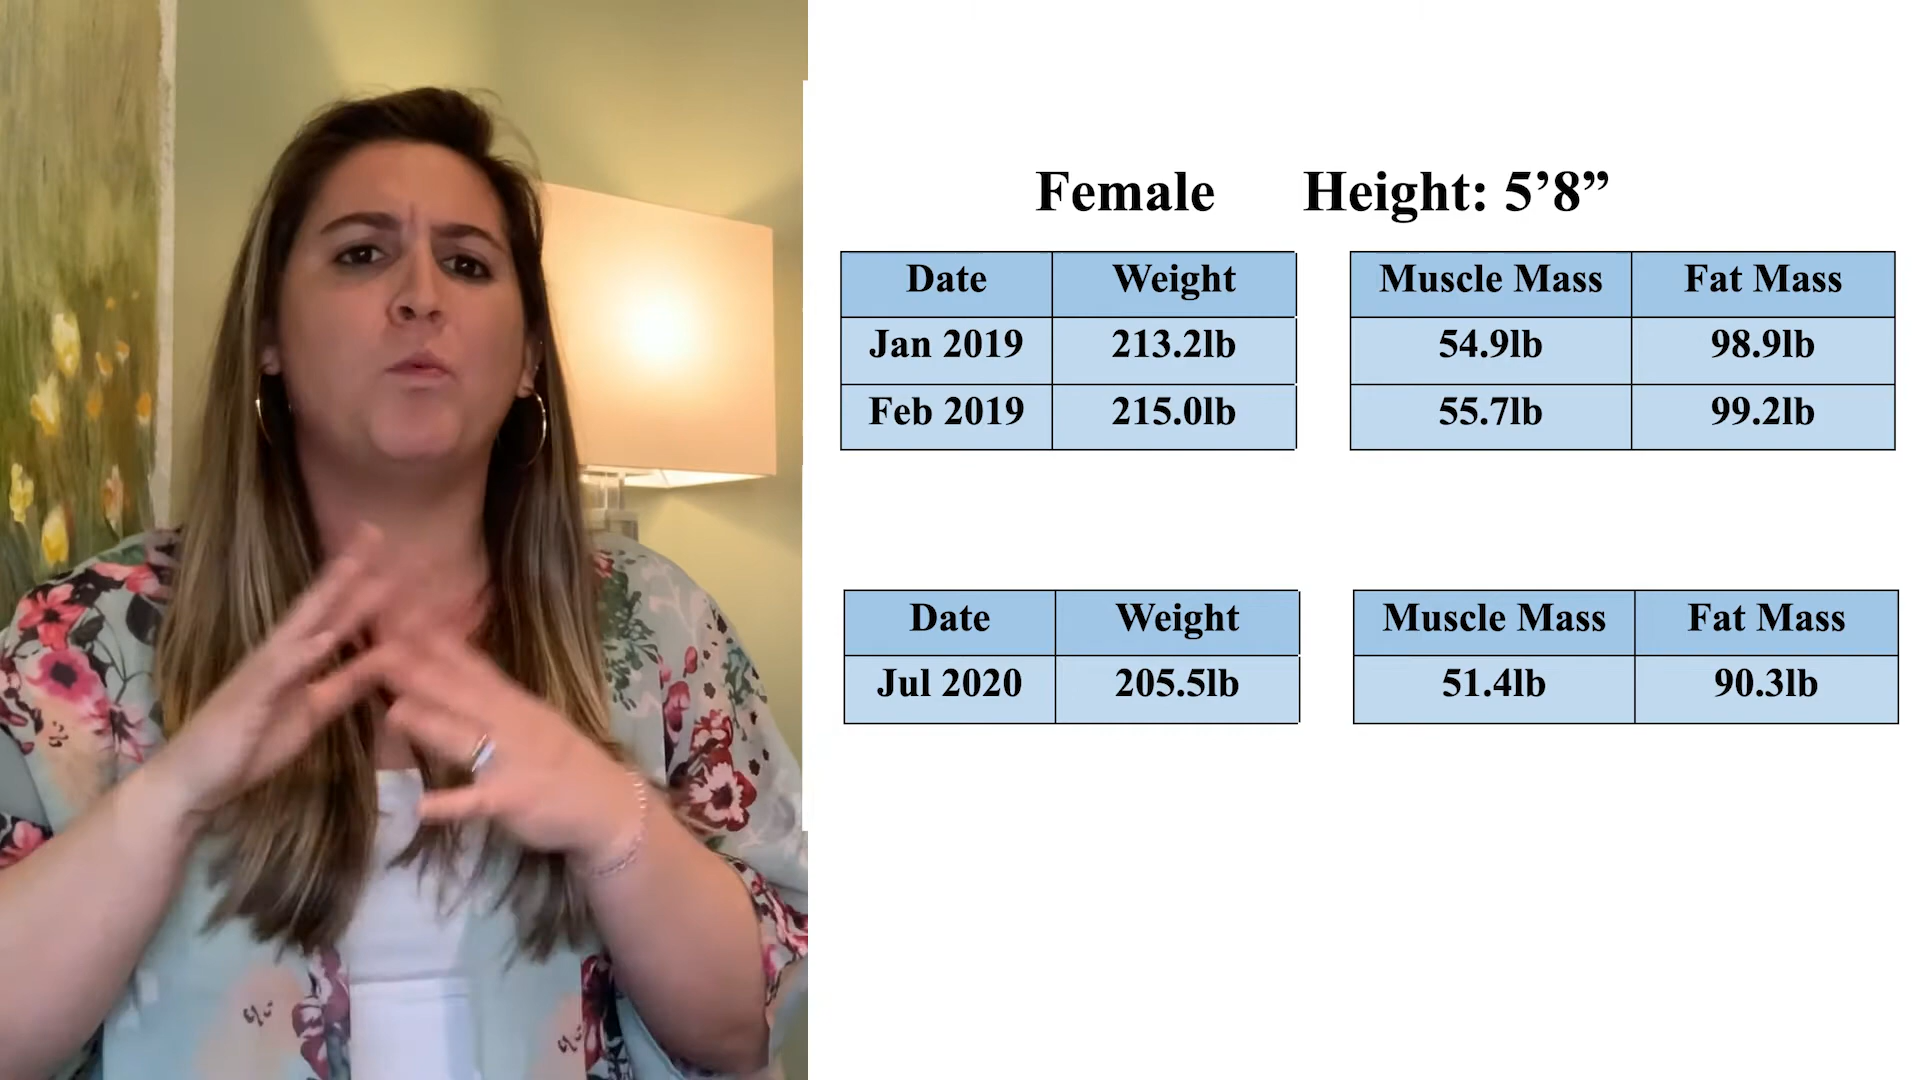 Female Height: 5’8”
Date Weight Muscle Mass Fat Mass
Jan 2019 213.2lb 54.9lb 98.9lb
Feb 2019 215.0lb 55.7lb 99.2lb
Date Weight Muscle Mass Fat Mass
Jul 2020 205.5lb 51.4lb 90.3lb